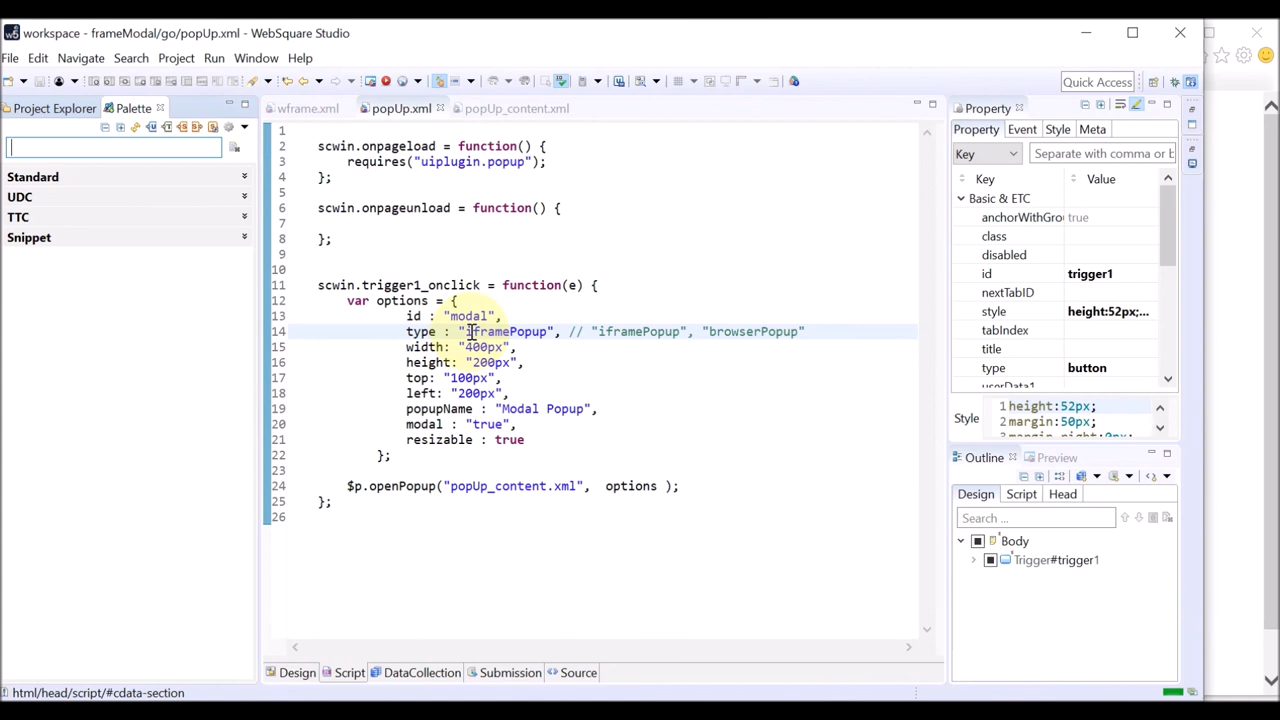 workspace - frameModal/go/popUp.xml - WebSquare Studio
File Edit Navigate Search Project Run Window Help
Quick Access
Project Explorer
Palette
wframe.xml
popUp.xml
popUp_content.xml
Property
Standard
UDC
TTC
Snippet
1
2 scwin.onpageload = function() {
3 requires("uiplugin.popup");
4 };
5
6 scwin.onpageunload = function() {
7
8 };
9
10
11 scwin.trigger1_onclick = function(e) {
12 var options = {
13 id : "modal",
14 type : "iframePopup", // "iframePopup", "browserPopup"
15 width: "400px",
16 height: "200px",
17 top: "100px",
18 left: "200px",
19 popupName : "Modal Popup",
20 modal : "true",
21 resizable : true
22 };
23
24 $p.openPopup("popUp_content.xml", options );
25 };
26
Property Event Style Meta
Key
Separate with comma or b
Key Value
Basic & ETC
anchorWithGro true
class
disabled
id trigger1
nextTabID
style height:52px;...
tabIndex
title
type button
userData1
Style
1 height:52px;
2 margin:50px;
3 margin-right:0px;
Outline
Preview
Design Script Head
Search ...
Body
Trigger#trigger1
Design Script DataCollection Submission Source
html/head/script/#cdata-section